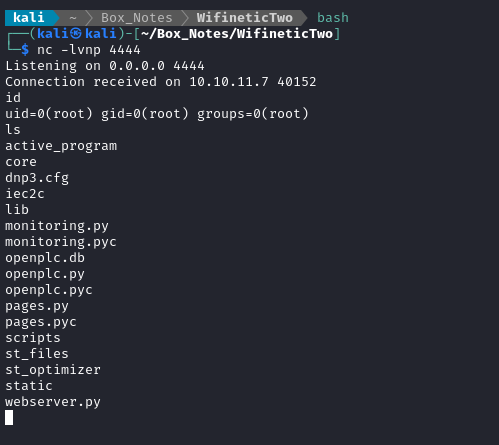 kali ~ Box_Notes WifineticTwo bash
┌──(kali㉿kali)-[~/Box_Notes/WifineticTwo]
└─$ nc -lvnp 4444
Listening on 0.0.0.0 4444
Connection received on 10.10.11.7 40152
id
uid=0(root) gid=0(root) groups=0(root)
ls
active_program
core
dnp3.cfg
iec2c
lib
monitoring.py
monitoring.pyc
openplc.db
openplc.py
openplc.pyc
pages.py
pages.pyc
scripts
st_files
st_optimizer
static
webserver.py